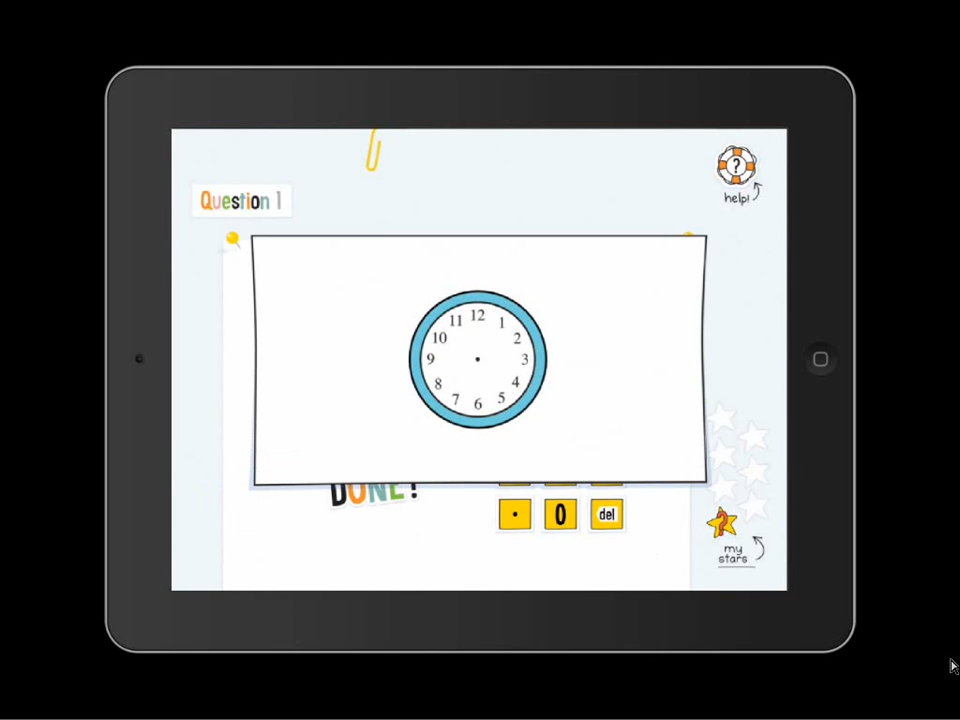 ?
help!
Question 1
12
11 1
10 2
9 3
8 4
7 5
6
DONE!
. 0 del
?
my
stars